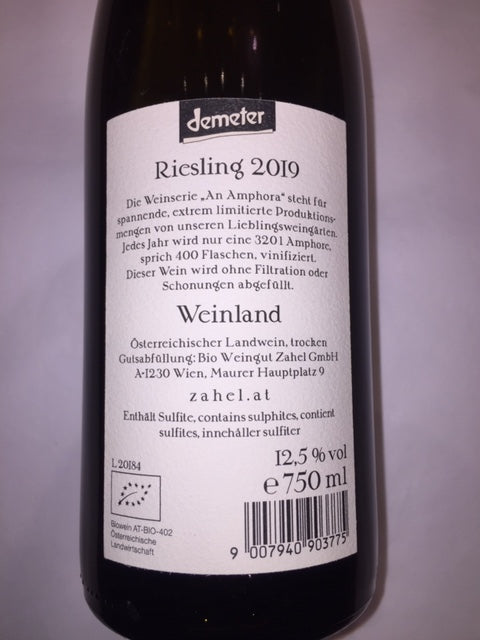 demeter
Riesling 2019
Die Weinserie „An Amphora“ steht für
spannende, extrem limitierte Produktions-
mengen von unseren Lieblingsweingärten.
Jedes Jahr wird nur eine 320l Amphore,
sprich 400 Flaschen, vinifiziert.
Dieser Wein wird ohne Filtration oder
Schonungen abgefüllt.
Weinland
Österreichischer Landwein, trocken
Gutsabfüllung: Bio Weingut Zahel GmbH
A-1230 Wien, Maurer Hauptplatz 9
zahel.at
Enthält Sulfite, contains sulphites, contient
sulfites, innehåller sulfiter
L 20184
12,5 % vol
e 750 ml
Biowein AT-BIO-402
Österreichische
Landwirtschaft
9 007940 903775